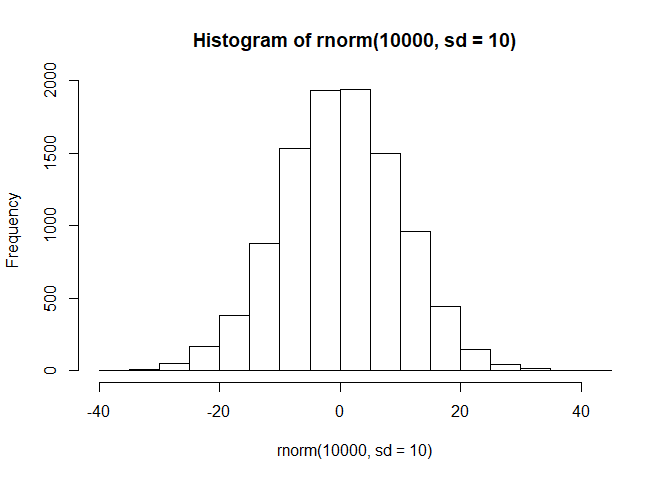 Histogram of rnorm(10000, sd = 10)
Frequency
2000
1500
1000
500
0
-40 -20 0 20 40
rnorm(10000, sd = 10)